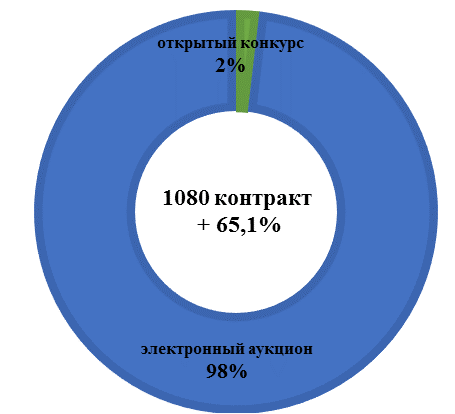 открытый конкурс
2%
1080 контракт
+ 65,1%
электронный аукцион
98%